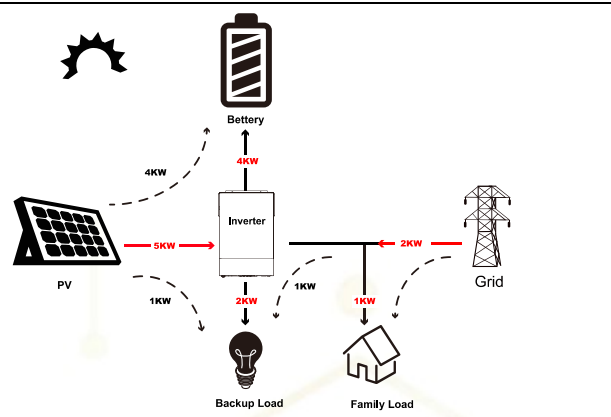 Bettery
4KW
4KW
Inverter
5KW
2KW
PV
Grid
1KW
2KW
1KW
1KW
Backup Load
Family Load